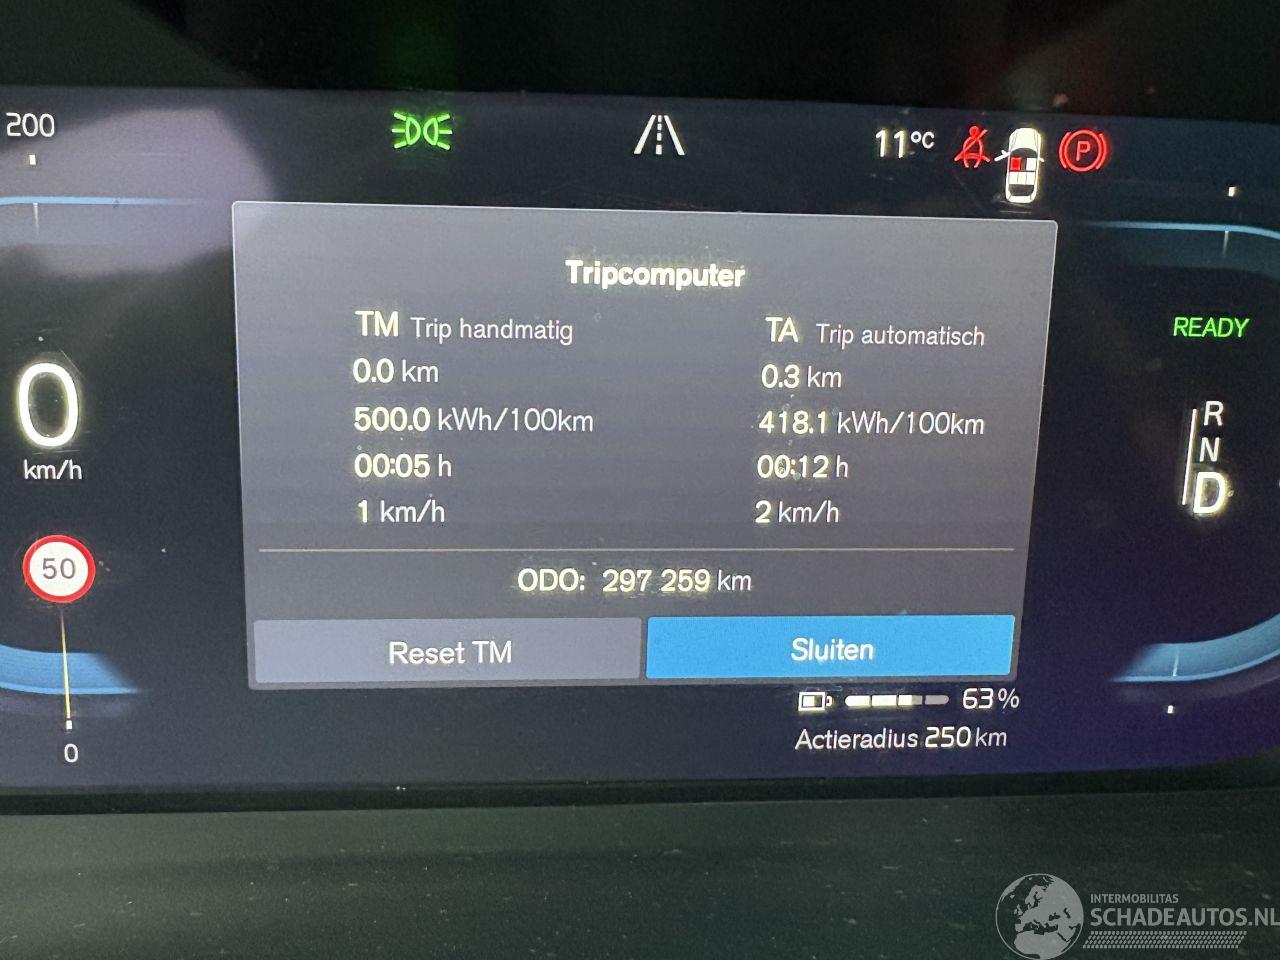 200
11°C
P
Tripcomputer
TM Trip handmatig
TA Trip automatisch
0.0 km
0.3 km
500.0 kWh/100km
418.1 kWh/100km
00:05 h
00:12 h
1 km/h
2 km/h
ODO: 297 259 km
Reset TM
Sluiten
READY
R
N
D
0
km/h
50
0
63%
Actieradius 250 km
INTERMOBILITAS
SCHADEAUTOS.NL